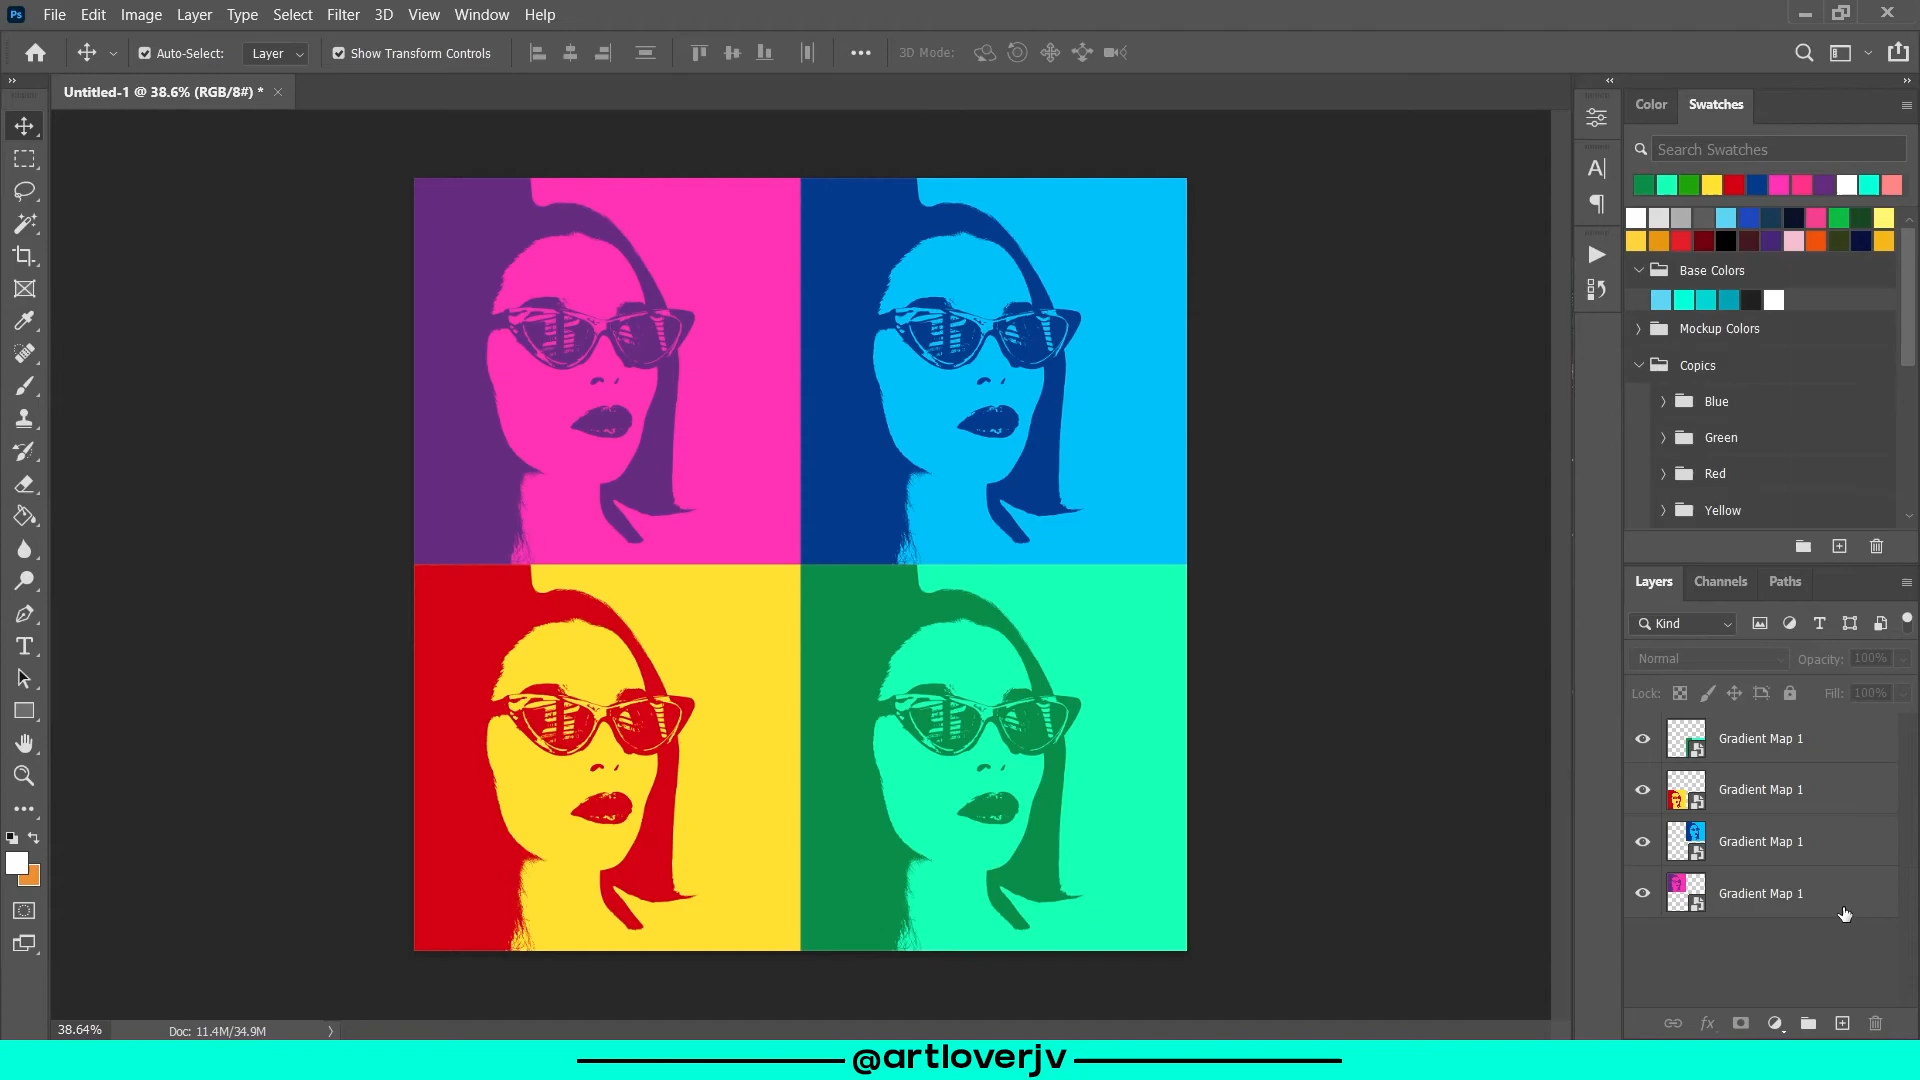 Ps File Edit Image Layer Type Select Filter 3D View Window Help
Auto-Select: Layer Show Transform Controls 3D Mode:
Untitled-1 @ 38.6% (RGB/8#) *
Color Swatches
Search Swatches
Base Colors
Mockup Colors
Copics
Blue
Green
Red
Yellow
Layers Channels Paths
Kind
Normal Opacity: 100%
Lock: Fill: 100%
Gradient Map 1
Gradient Map 1
Gradient Map 1
Gradient Map 1
38.64% Doc: 11.4M/34.9M
@artloverjv